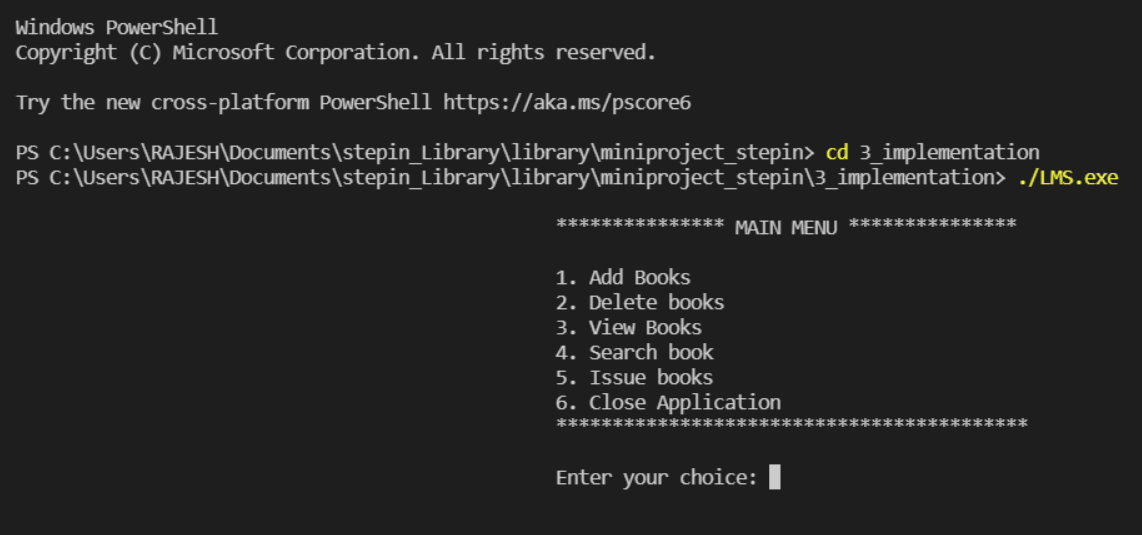 Windows PowerShell
Copyright (C) Microsoft Corporation. All rights reserved.
Try the new cross-platform PowerShell https://aka.ms/pscore6
PS C:\Users\RAJESH\Documents\stepin_Library\library\miniproject_stepin> cd 3_implementation
PS C:\Users\RAJESH\Documents\stepin_Library\library\miniproject_stepin\3_implementation> ./LMS.exe
*************** MAIN MENU ***************
1. Add Books
2. Delete books
3. View Books
4. Search book
5. Issue books
6. Close Application
******************************************
Enter your choice: